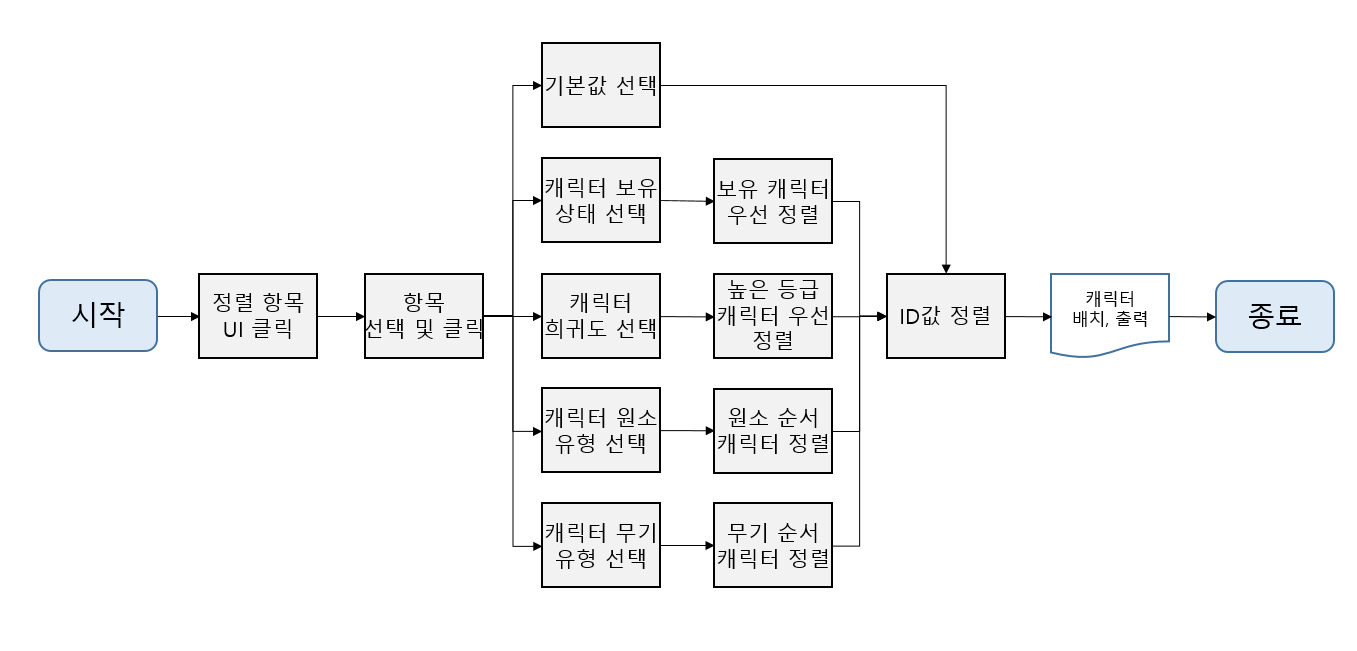 시작
정렬 항목
UI 클릭
항목
선택 및 클릭
기본값 선택
캐릭터 보유
상태 선택
보유 캐릭터
우선 정렬
캐릭터
희귀도 선택
높은 등급
캐릭터 우선
정렬
캐릭터 원소
유형 선택
원소 순서
캐릭터 정렬
캐릭터 무기
유형 선택
무기 순서
캐릭터 정렬
ID값 정렬
캐릭터
배치, 출력
종료